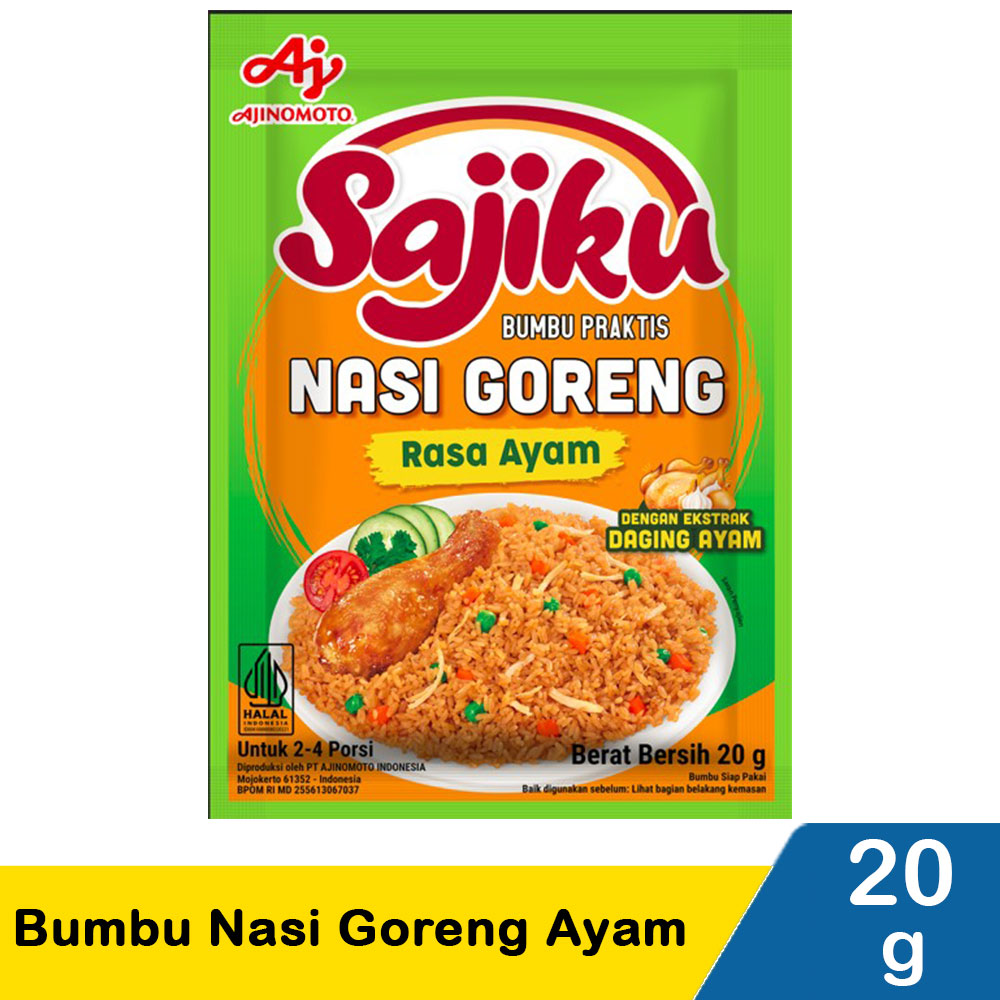 AJINOMOTO
Sajiku
BUMBU PRAKTIS
NASI GORENG
Rasa Ayam
DENGAN EKSTRAK
DAGING AYAM
Saran Penyajian
HALAL
INDONESIA
Untuk 2-4 Porsi
Diproduksi oleh PT AJINOMOTO INDONESIA
Mojokerto 61352 - Indonesia
BPOM RI MD 255613067037
Berat Bersih 20 g
Bumbu Siap Pakai
Baik digunakan sebelum: Lihat bagian belakang kemasan
Bumbu Nasi Goreng Ayam
20
g